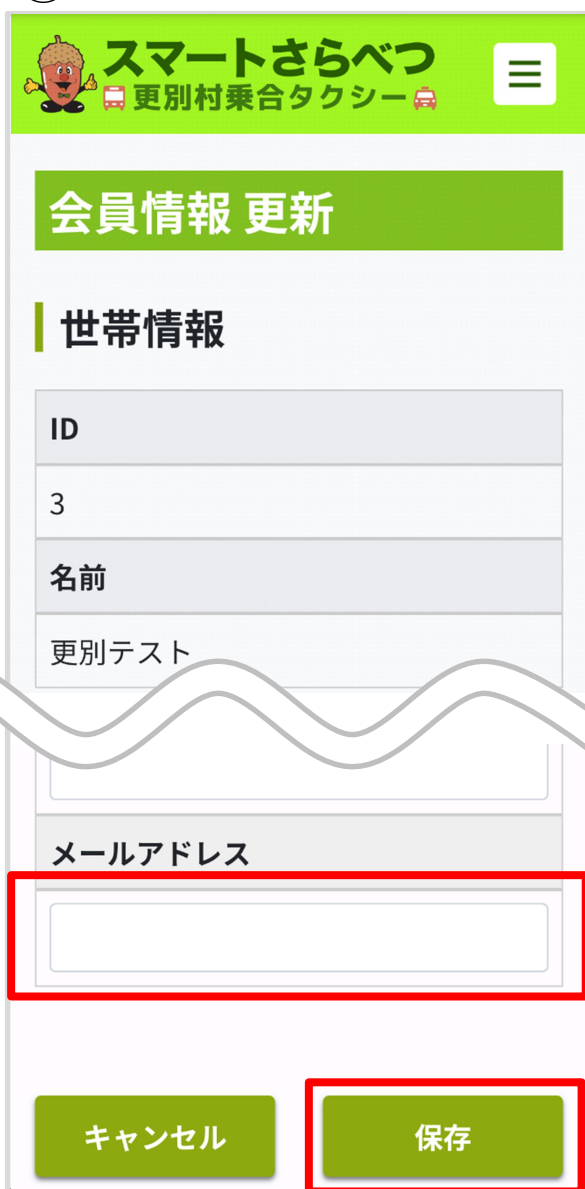 スマートさらべつ
更別村乗合タクシー
会員情報 更新
世帯情報
ID
3
名前
更別テスト
メールアドレス
キャンセル
保存